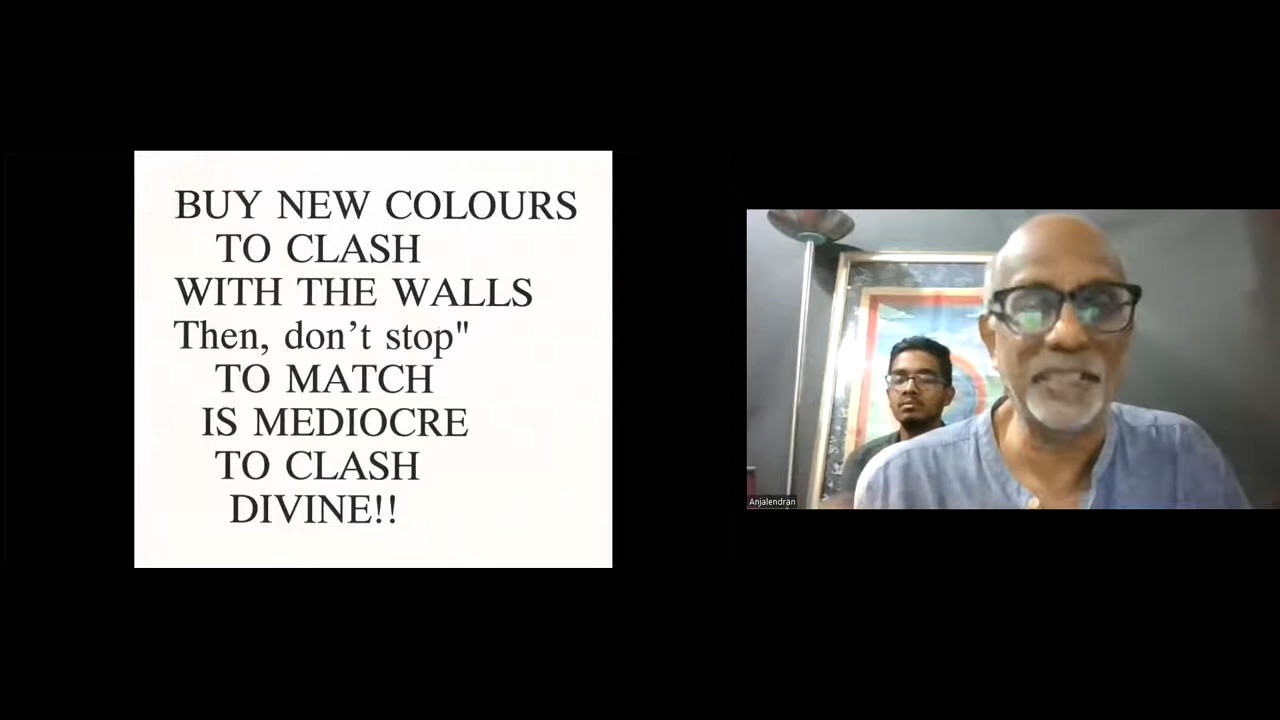 BUY NEW COLOURS
TO CLASH
WITH THE WALLS
Then, don’t stop"
TO MATCH
IS MEDIOCRE
TO CLASH
DIVINE!!
Anjalendran